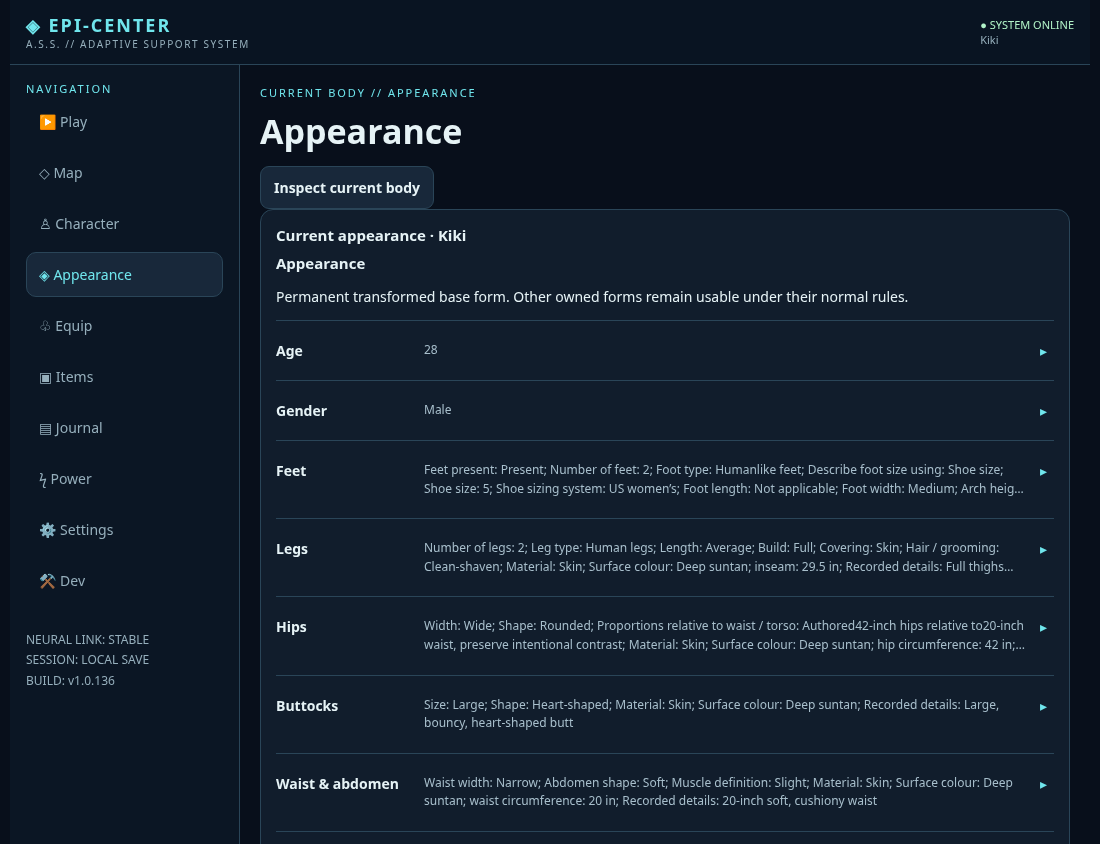 ◈ EPI-CENTER
A.S.S. // ADAPTIVE SUPPORT SYSTEM
● SYSTEM ONLINE
Kiki
NAVIGATION
▶️ Play
◇ Map
♙ Character
◈ Appearance
♧ Equip
▣ Items
▤ Journal
ϟ Power
⚙️ Settings
⚒️ Dev
NEURAL LINK: STABLE
SESSION: LOCAL SAVE
BUILD: v1.0.136
CURRENT BODY // APPEARANCE
Appearance
Inspect current body
Current appearance · Kiki
Appearance
Permanent transformed base form. Other owned forms remain usable under their normal rules.
Age 28 ▸
Gender Male ▸
Feet Feet present: Present; Number of feet: 2; Foot type: Humanlike feet; Describe foot size using: Shoe size; ▸
Shoe size: 5; Shoe sizing system: US women’s; Foot length: Not applicable; Foot width: Medium; Arch heig…
Legs Number of legs: 2; Leg type: Human legs; Length: Average; Build: Full; Covering: Skin; Hair / grooming: ▸
Clean-shaven; Material: Skin; Surface colour: Deep suntan; inseam: 29.5 in; Recorded details: Full thighs…
Hips Width: Wide; Shape: Rounded; Proportions relative to waist / torso: Authored42-inch hips relative to20-inch ▸
waist, preserve intentional contrast; Material: Skin; Surface colour: Deep suntan; hip circumference: 42 in;…
Buttocks Size: Large; Shape: Heart-shaped; Material: Skin; Surface colour: Deep suntan; Recorded details: Large, ▸
bouncy, heart-shaped butt
Waist & abdomen Waist width: Narrow; Abdomen shape: Soft; Muscle definition: Slight; Material: Skin; Surface colour: Deep ▸
suntan; waist circumference: 20 in; Recorded details: 20-inch soft, cushiony waist